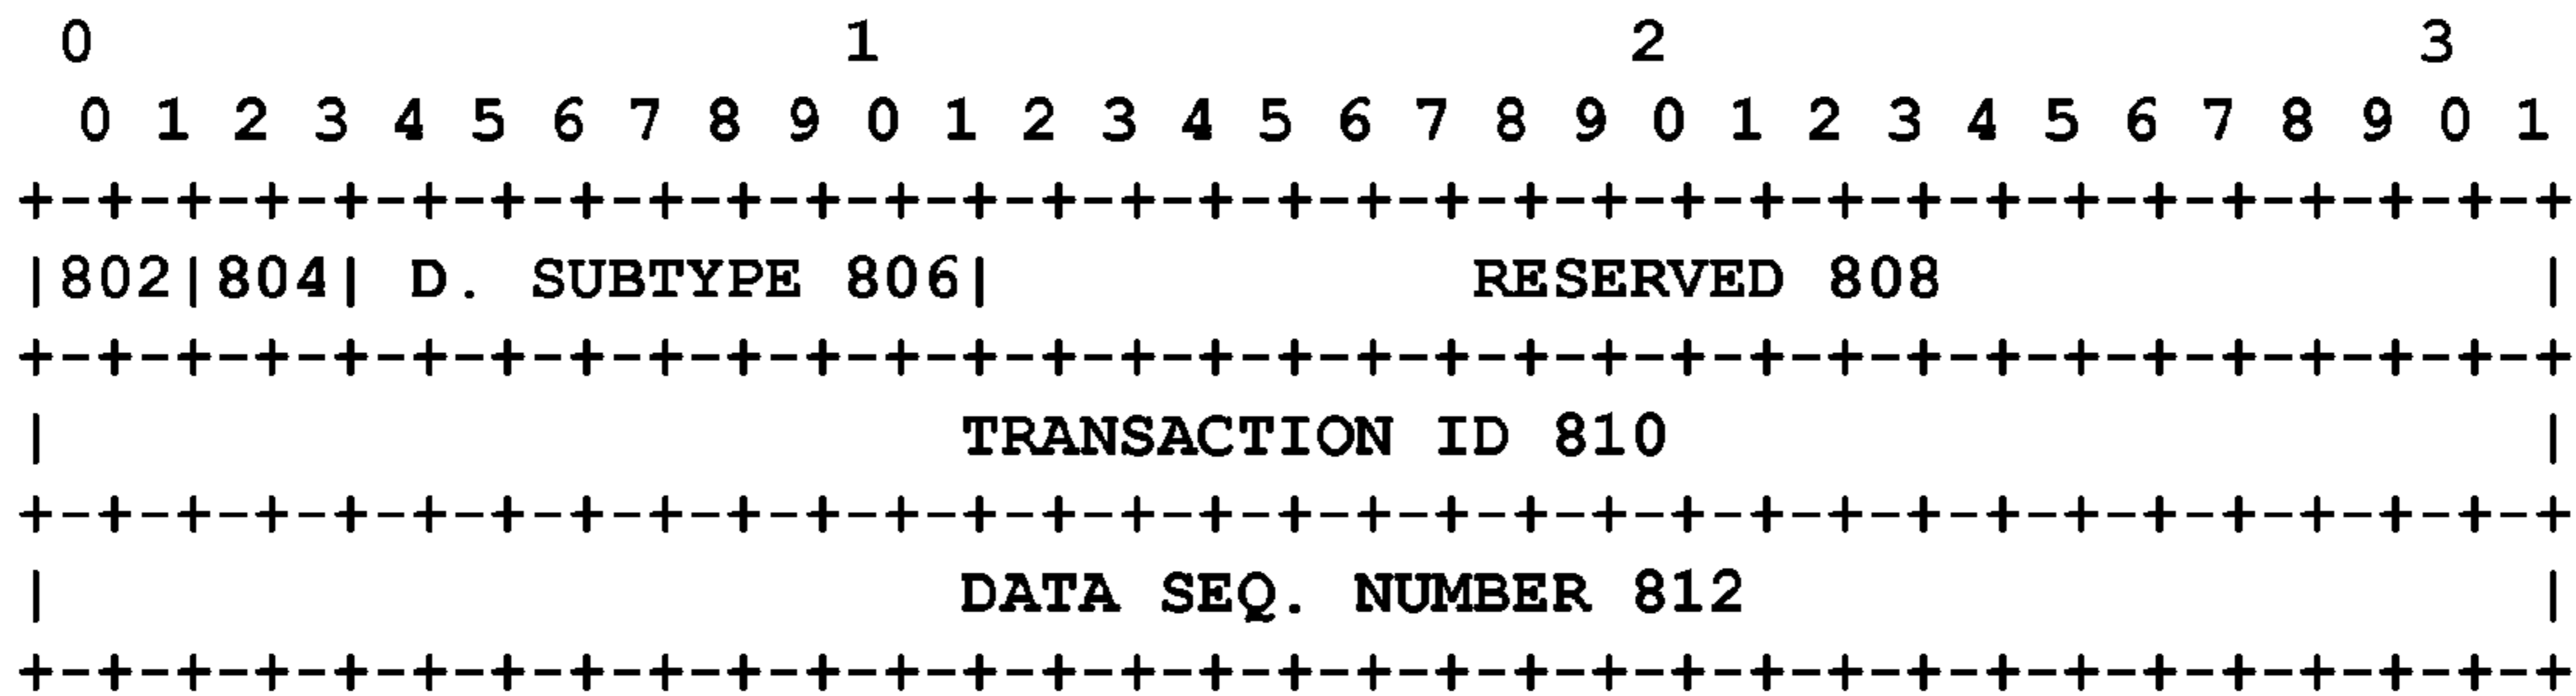 0                   1                   2                   3
0 1 2 3 4 5 6 7 8 9 0 1 2 3 4 5 6 7 8 9 0 1 2 3 4 5 6 7 8 9 0 1
+-+-+-+-+-+-+-+-+-+-+-+-+-+-+-+-+-+-+-+-+-+-+-+-+-+-+-+-+-+-+-+-+
|802|804| D. SUBTYPE 806|            RESERVED 808               |
+-+-+-+-+-+-+-+-+-+-+-+-+-+-+-+-+-+-+-+-+-+-+-+-+-+-+-+-+-+-+-+-+
|                       TRANSACTION ID 810                      |
+-+-+-+-+-+-+-+-+-+-+-+-+-+-+-+-+-+-+-+-+-+-+-+-+-+-+-+-+-+-+-+-+
|                       DATA SEQ. NUMBER 812                    |
+-+-+-+-+-+-+-+-+-+-+-+-+-+-+-+-+-+-+-+-+-+-+-+-+-+-+-+-+-+-+-+-+